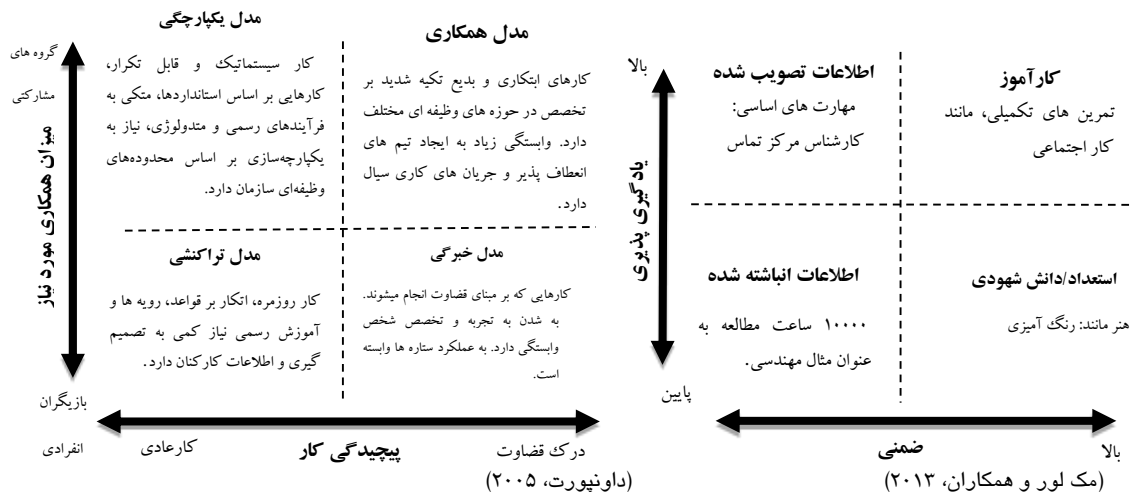 مدل همکاری
کارهای ابتکاری و بدیع تکیه شدید بر
تخصص در حوزه های وظیفه ای مختلف
دارد. وابستگی زیاد به ایجاد تیم های
انعطاف پذیر و جریان های کاری سیال
دارد.
مدل یکپارچگی
کار سیستماتیک و قابل تکرار،
کارهایی بر اساس استانداردها، متکی به
فرآیندهای رسمی و متدولوژی، نیاز به
یکپارچه‌سازی بر اساس محدوده‌های
وظیفه‌ای سازمان دارد.
گروه های
مشارکتی
میزان همکاری مورد نیاز
مدل خبرگی
کارهایی که بر مبنای قضاوت انجام میشوند.
به شدن به تجربه و تخصص شخص
وابستگی دارد. به عملکرد ستاره ها وابسته
است.
مدل تراکنشی
کار روزمره، اتکار بر قواعد، رویه ها و
آموزش رسمی نیاز کمی به تصمیم
گیری و اطلاعات کارکنان دارد.
بازیگران
انفرادی
درک قضاوت
پیچیدگی کار
کارعادی
(داونپورت، ۲۰۰۵)
کارآموز
تمرین های تکمیلی، مانند
کار اجتماعی
اطلاعات تصویب شده
مهارت های اساسی:
کارشناس مرکز تماس
بالا
یادگیری پذیری
استعداد/دانش شهودی
هنر مانند: رنگ آمیزی
اطلاعات انباشته شده
۱۰۰۰۰ ساعت مطالعه به
عنوان مثال مهندسی.
پایین
بالا
ضمنی
(مک لور و همکاران، ۲۰۱۳)